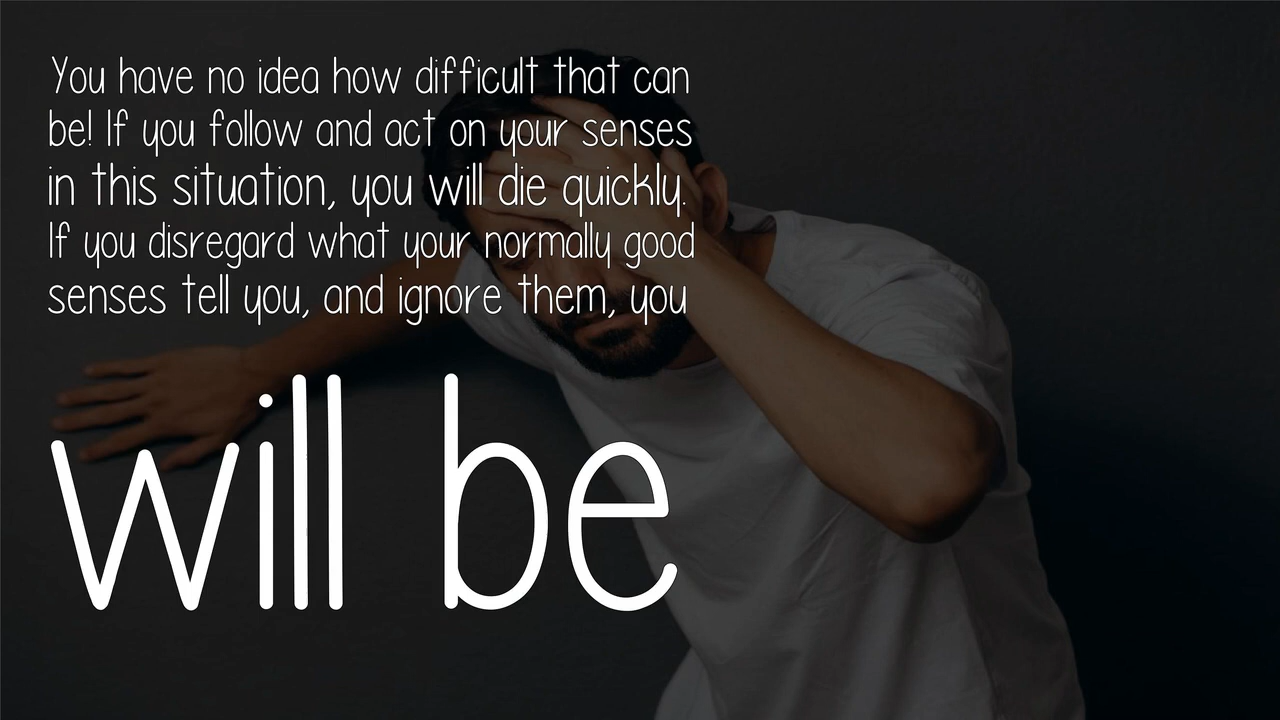 You have no idea how difficult that can
be! If you follow and act on your senses
in this situation, you will die quickly.
If you disregard what your normally good
senses tell you, and ignore them, you
will be